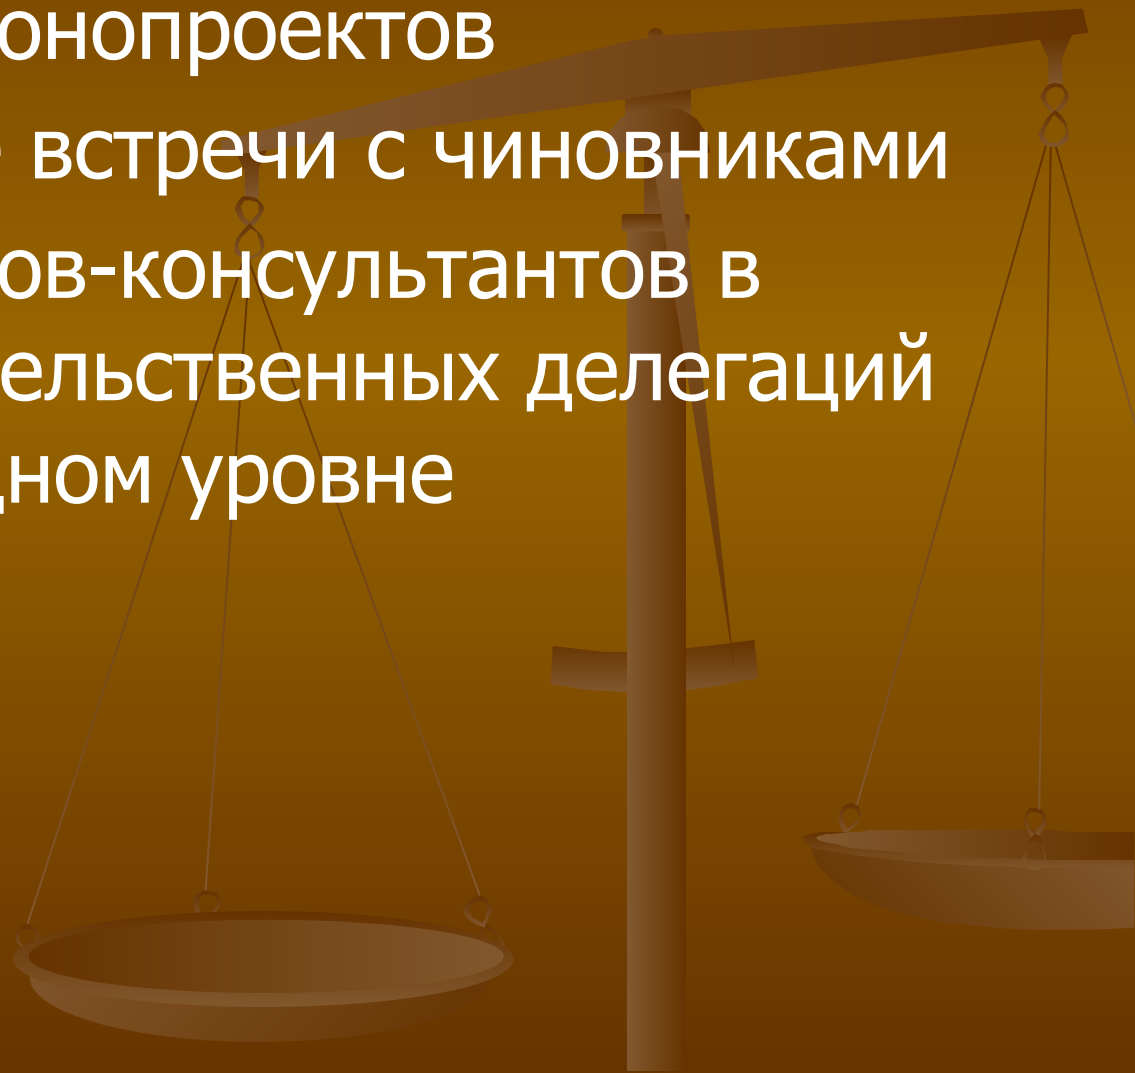 онопроектов
встречи с чиновниками
ов-консультантов в
ельственных делегаций
ном уровне